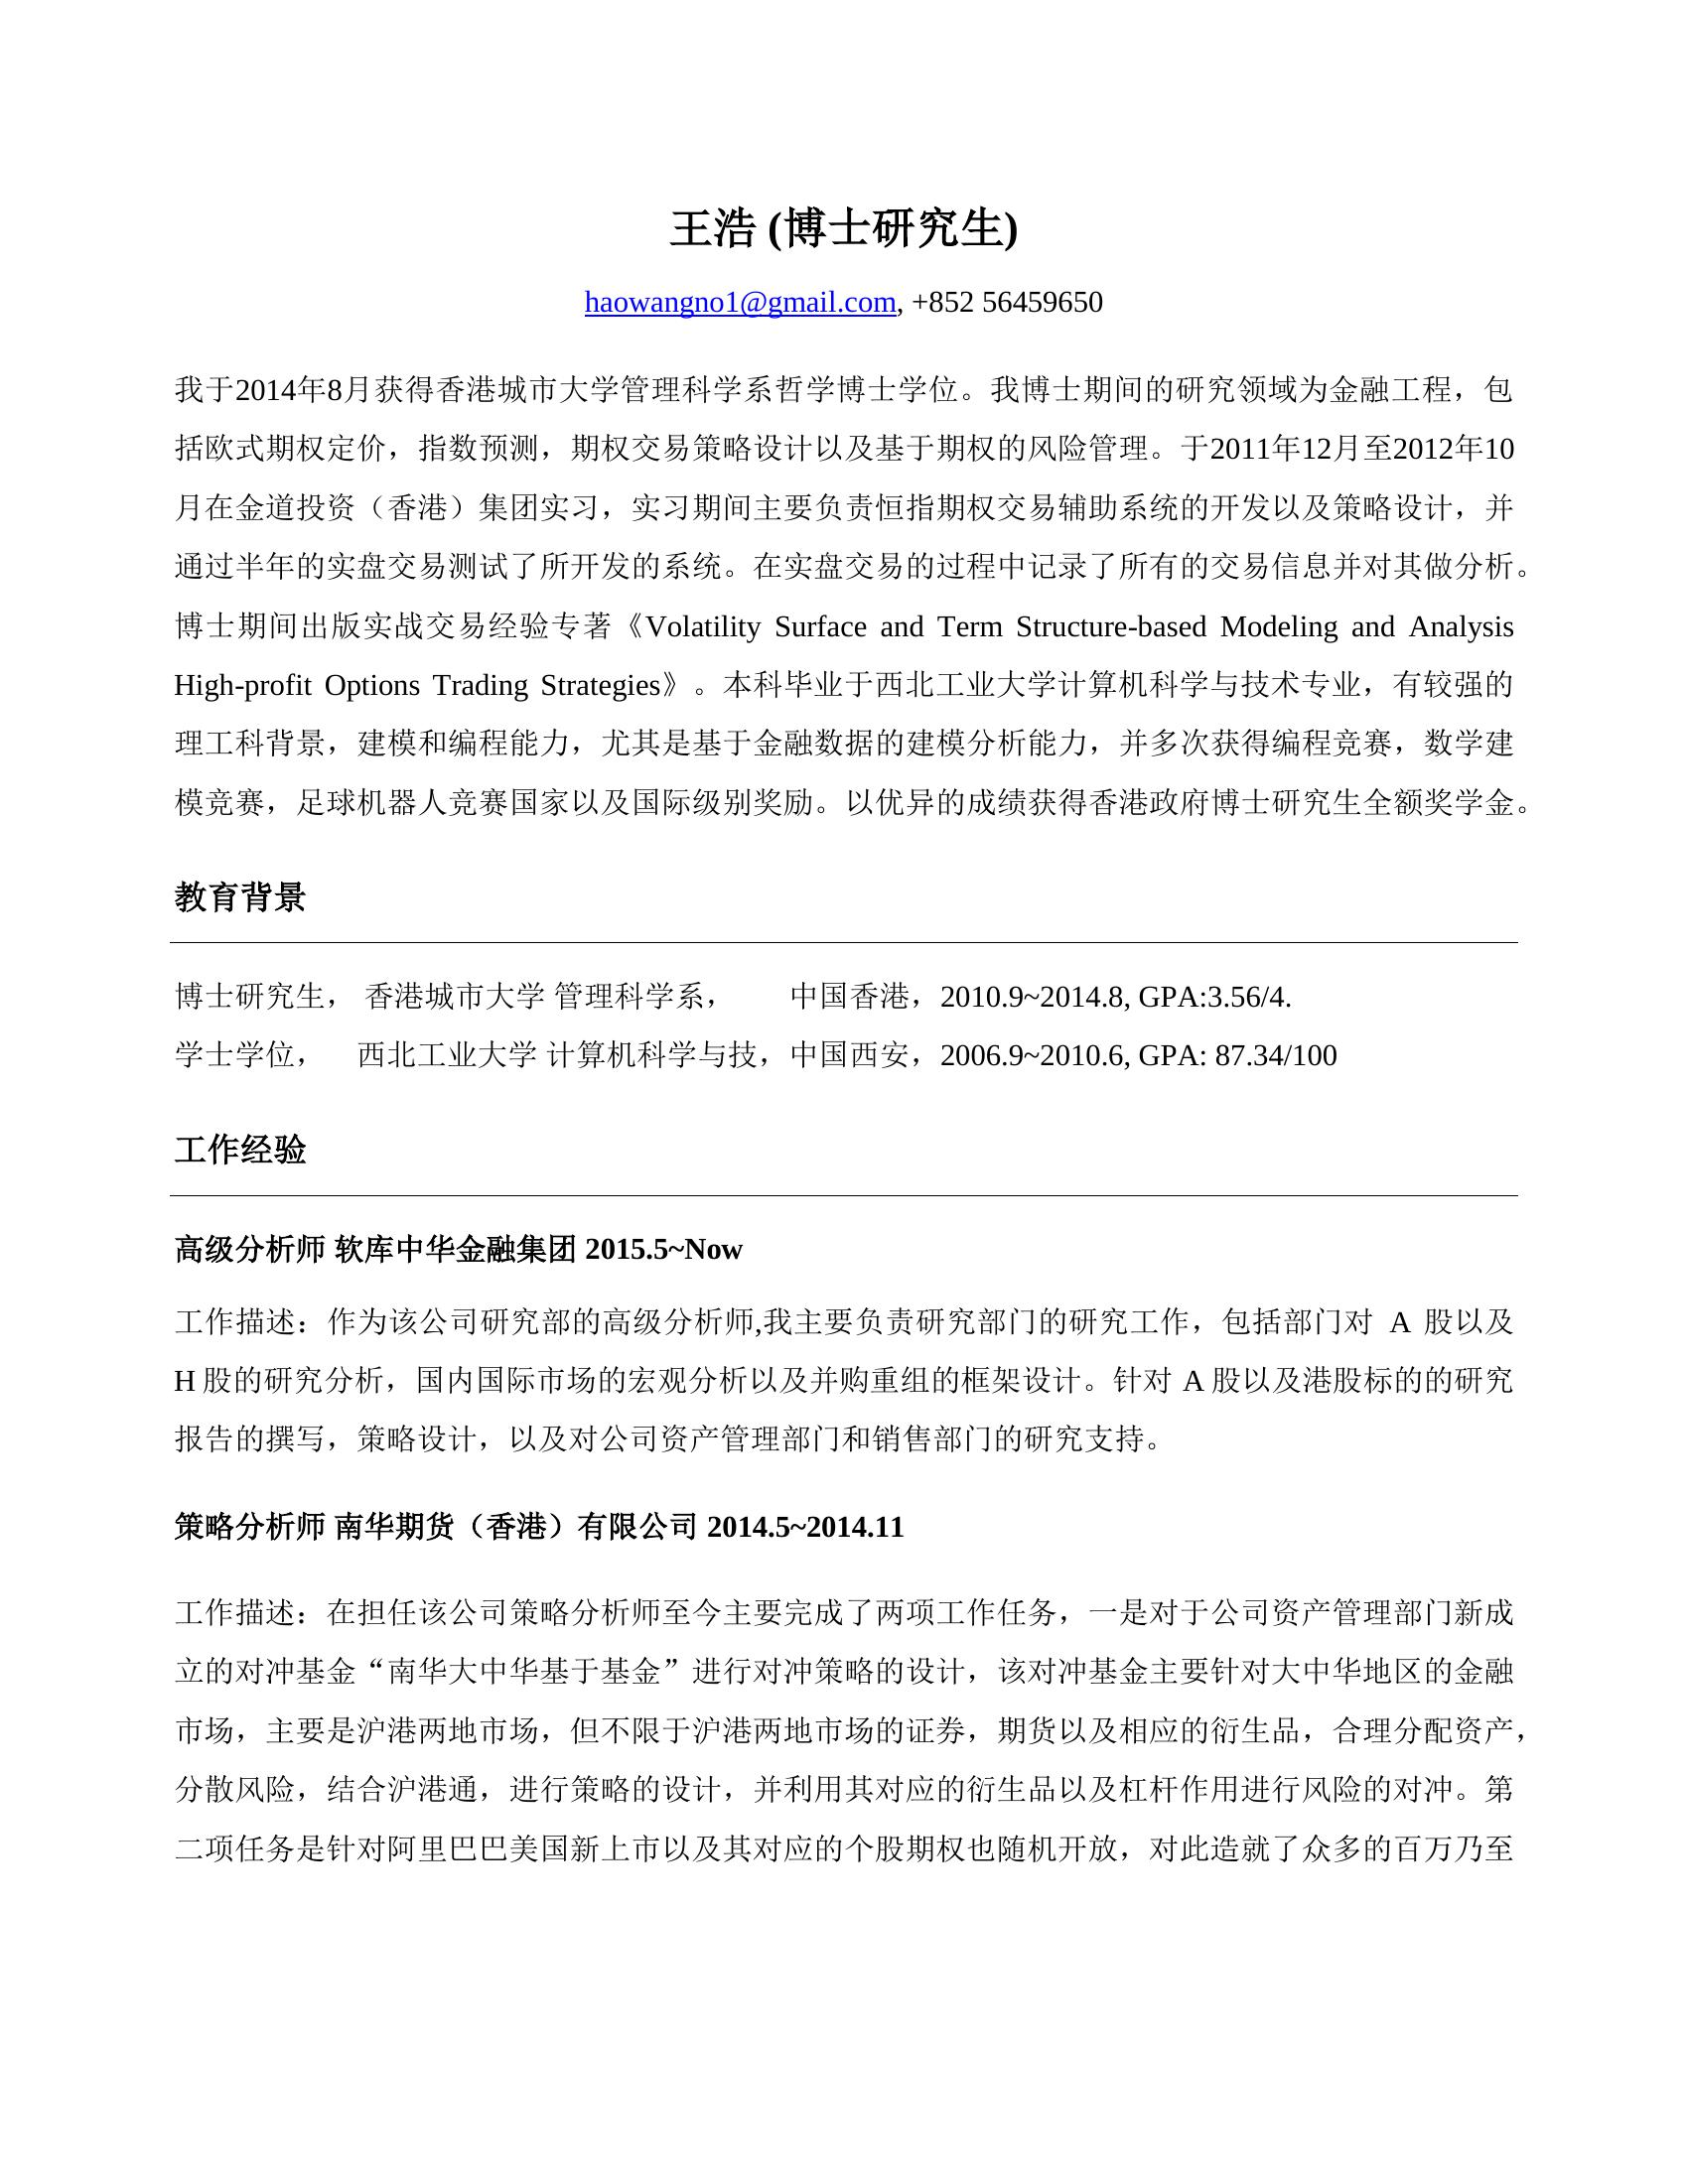 王浩 (博士研究生)
haowangno1@gmail.com, +852 56459650
我于2014年8月获得香港城市大学管理科学系哲学博士学位。我博士期间的研究领域为金融工程，包
括欧式期权定价，指数预测，期权交易策略设计以及基于期权的风险管理。于2011年12月至2012年10
月在金道投资（香港）集团实习，实习期间主要负责恒指期权交易辅助系统的开发以及策略设计，并
通过半年的实盘交易测试了所开发的系统。在实盘交易的过程中记录了所有的交易信息并对其做分析。
博士期间出版实战交易经验专著《Volatility Surface and Term Structure-based Modeling and Analysis
High-profit Options Trading Strategies》。本科毕业于西北工业大学计算机科学与技术专业，有较强的
理工科背景，建模和编程能力，尤其是基于金融数据的建模分析能力，并多次获得编程竞赛，数学建
模竞赛，足球机器人竞赛国家以及国际级别奖励。以优异的成绩获得香港政府博士研究生全额奖学金。
教育背景
博士研究生， 香港城市大学 管理科学系， 中国香港，2010.9~2014.8, GPA:3.56/4.
学士学位， 西北工业大学 计算机科学与技，中国西安，2006.9~2010.6, GPA: 87.34/100
工作经验
高级分析师 软库中华金融集团 2015.5~Now
工作描述：作为该公司研究部的高级分析师,我主要负责研究部门的研究工作，包括部门对 A 股以及
H 股的研究分析，国内国际市场的宏观分析以及并购重组的框架设计。针对 A 股以及港股标的的研究
报告的撰写，策略设计，以及对公司资产管理部门和销售部门的研究支持。
策略分析师 南华期货（香港）有限公司 2014.5~2014.11
工作描述：在担任该公司策略分析师至今主要完成了两项工作任务，一是对于公司资产管理部门新成
立的对冲基金“南华大中华基于基金”进行对冲策略的设计，该对冲基金主要针对大中华地区的金融
市场，主要是沪港两地市场，但不限于沪港两地市场的证券，期货以及相应的衍生品，合理分配资产，
分散风险，结合沪港通，进行策略的设计，并利用其对应的衍生品以及杠杆作用进行风险的对冲。第
二项任务是针对阿里巴巴美国新上市以及其对应的个股期权也随机开放，对此造就了众多的百万乃至